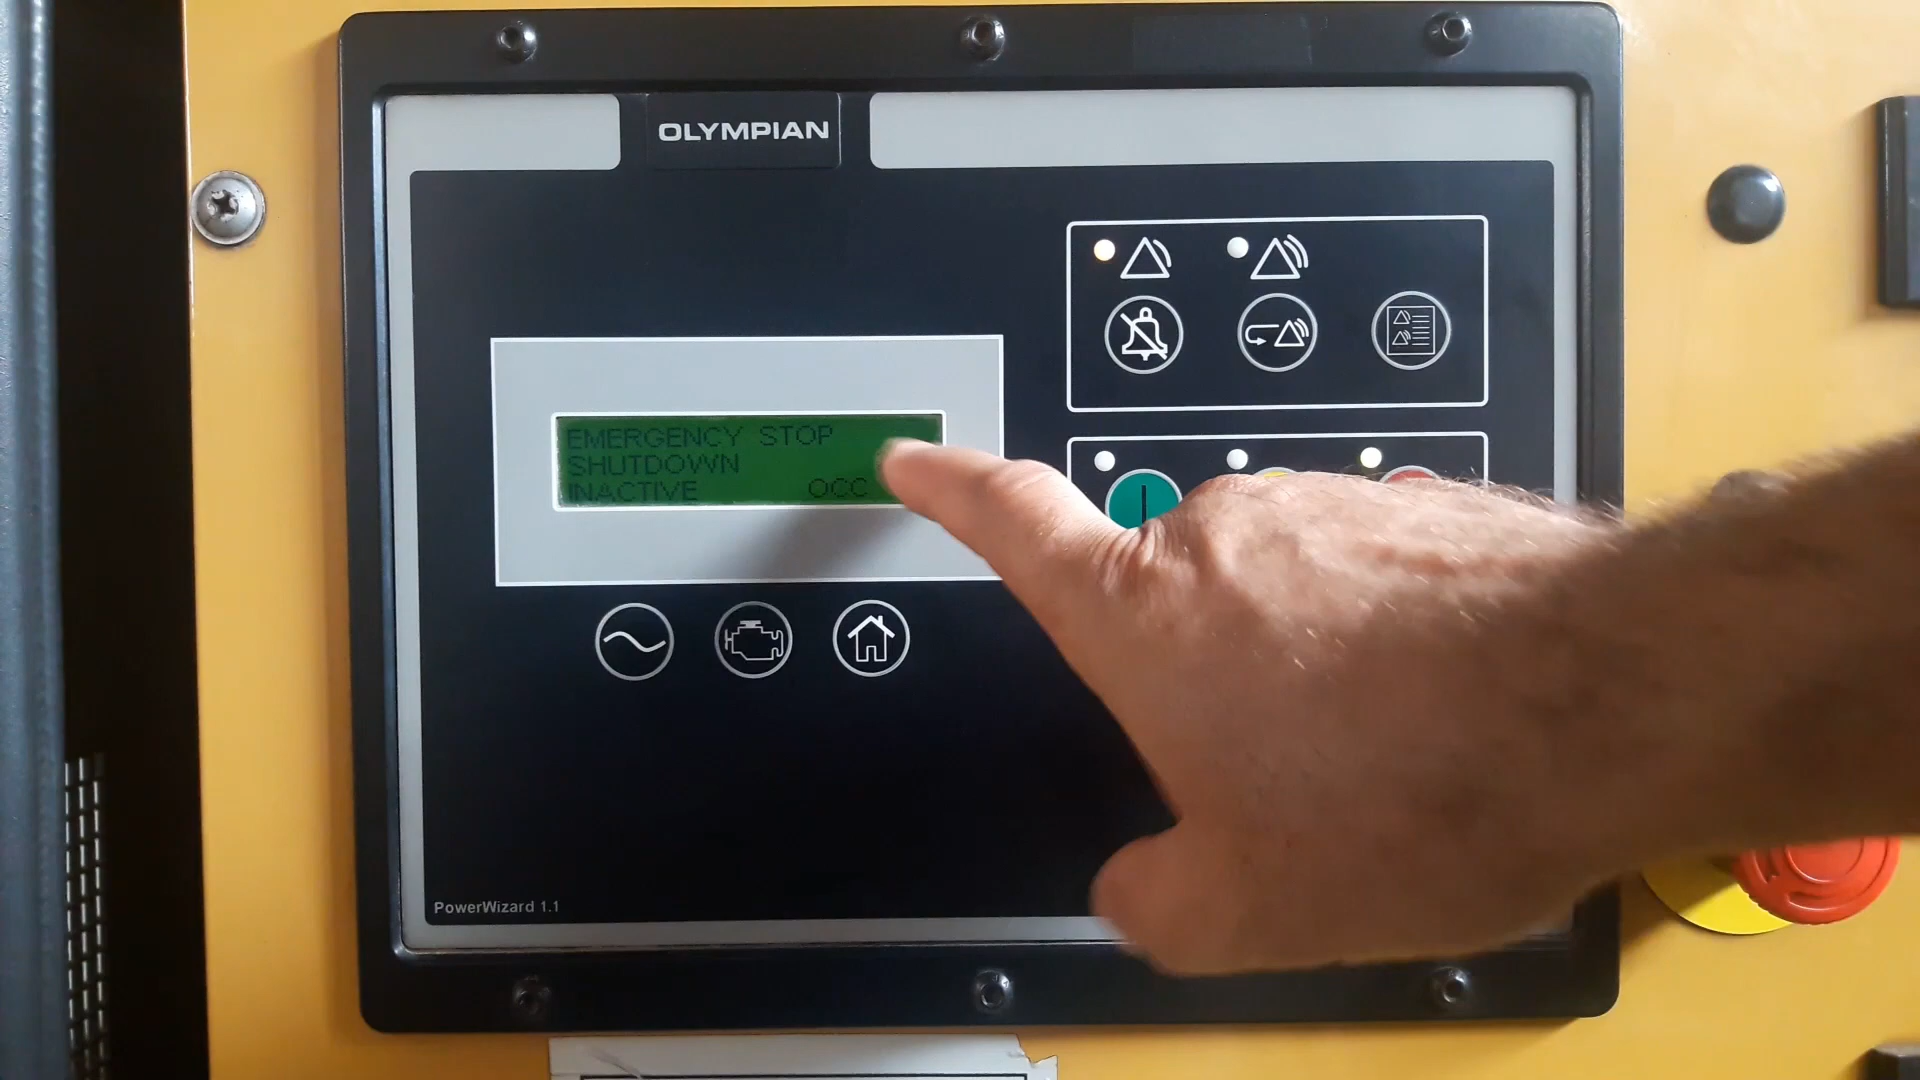 OLYMPIAN
EMERGENCY STOP
SHUTDOWN
INACTIVE OCC
PowerWizard 1.1